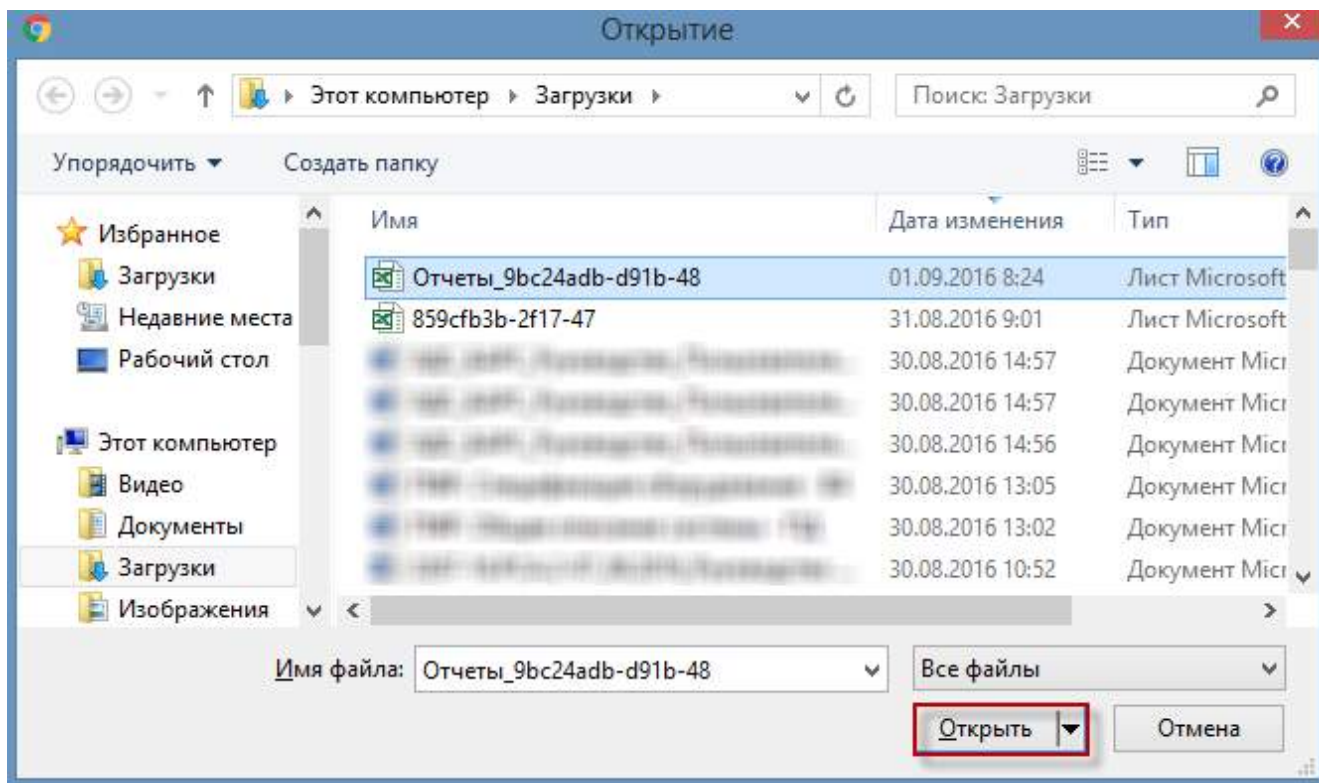 Открытие
Этот компьютер Загрузки Поиск: Загрузки
Упорядочить Создать папку
Имя Дата изменения Тип
Избранное
Загрузки Отчеты_9bc24adb-d91b-48 01.09.2016 8:24 Лист Microsoft
Недавние места 859cfb3b-2f17-47 31.08.2016 9:01 Лист Microsoft
Рабочий стол 30.08.2016 14:57 Документ Micr
30.08.2016 14:57 Документ Micr
Этот компьютер 30.08.2016 14:56 Документ Micr
Видео 30.08.2016 13:05 Документ Micr
Документы 30.08.2016 13:02 Документ Micr
Загрузки 30.08.2016 10:52 Документ Micr
Изображения
Имя файла: Отчеты_9bc24adb-d91b-48 Все файлы
Открыть Отмена